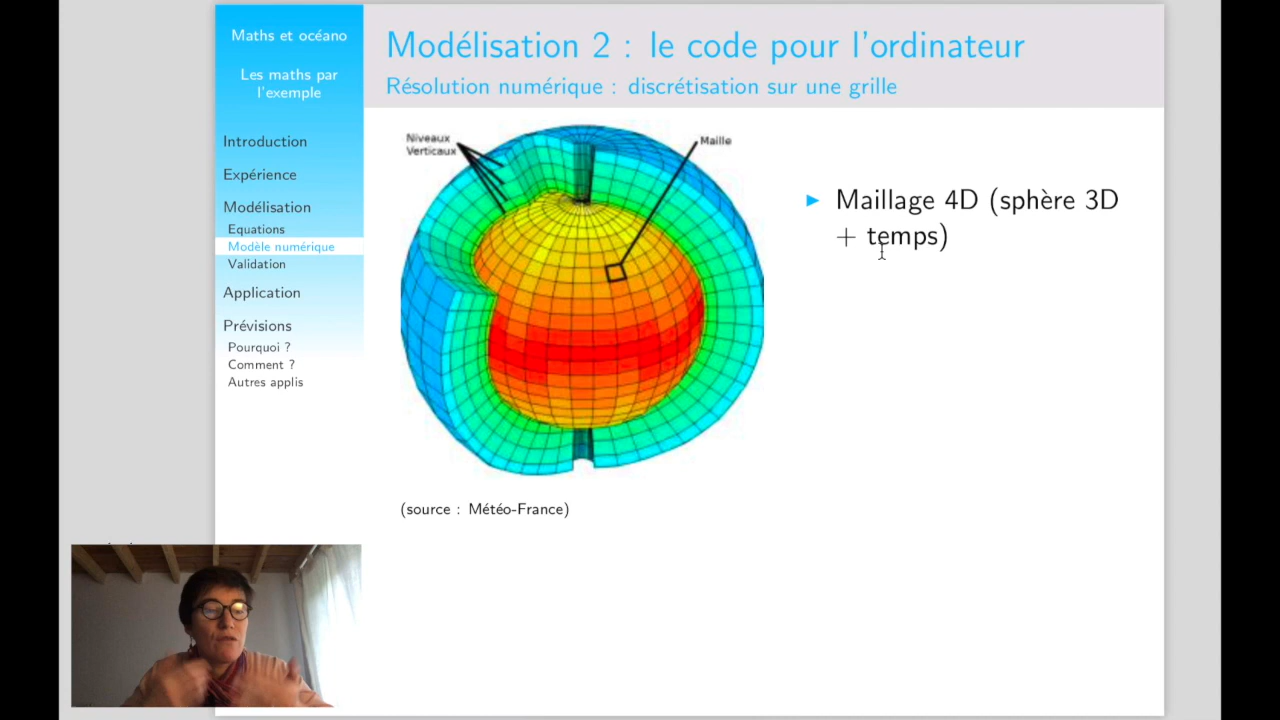 Maths et océano
Les maths par
l'exemple
Introduction
Expérience
Modélisation
Equations
Modèle numérique
Validation
Application
Prévisions
Pourquoi ?
Comment ?
Autres applis
Modélisation 2 : le code pour l'ordinateur
Résolution numérique : discrétisation sur une grille
Niveaux
Verticaux
Maille
(source : Météo-France)
Maillage 4D (sphère 3D
+ temps)